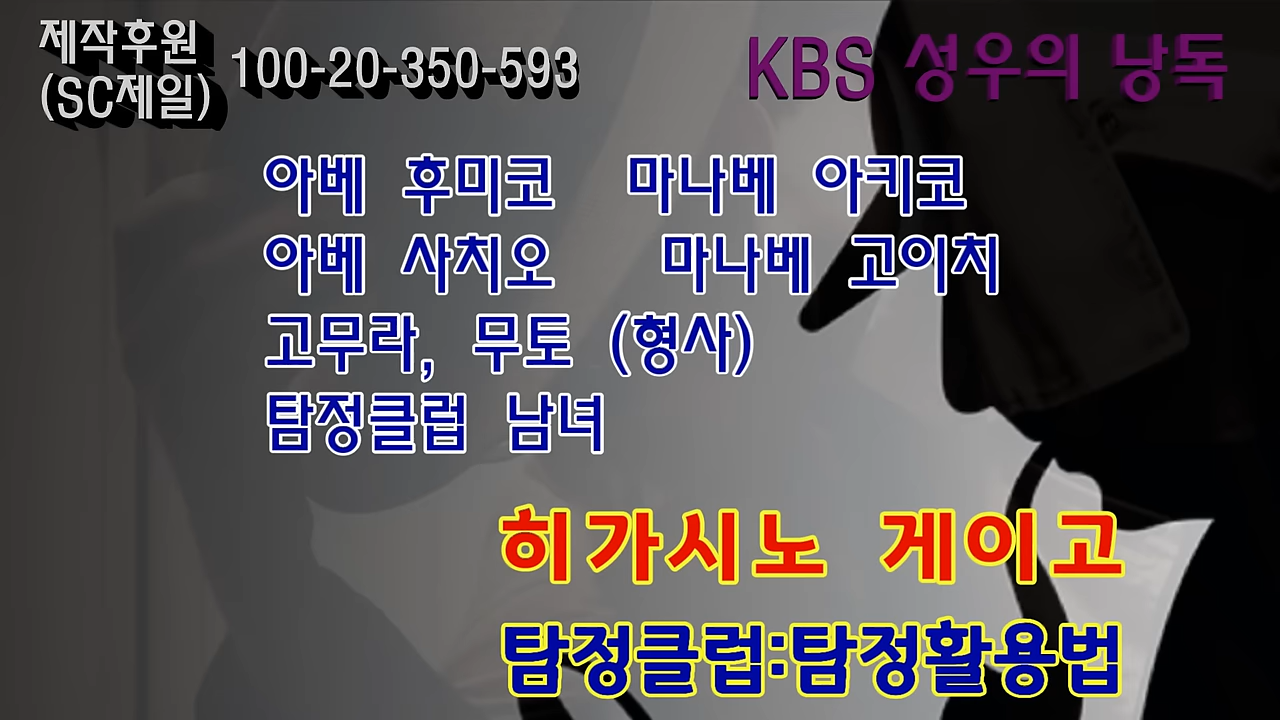 제작후원
(SC제일) 100-20-350-593
KBS 성우의 낭독
아베 후미코 마나베 아키코
아베 사치오 마나베 고이치
고무라, 무토 (형사)
탐정클럽 남녀
히가시노 게이고
탐정클럽:탐정활용법